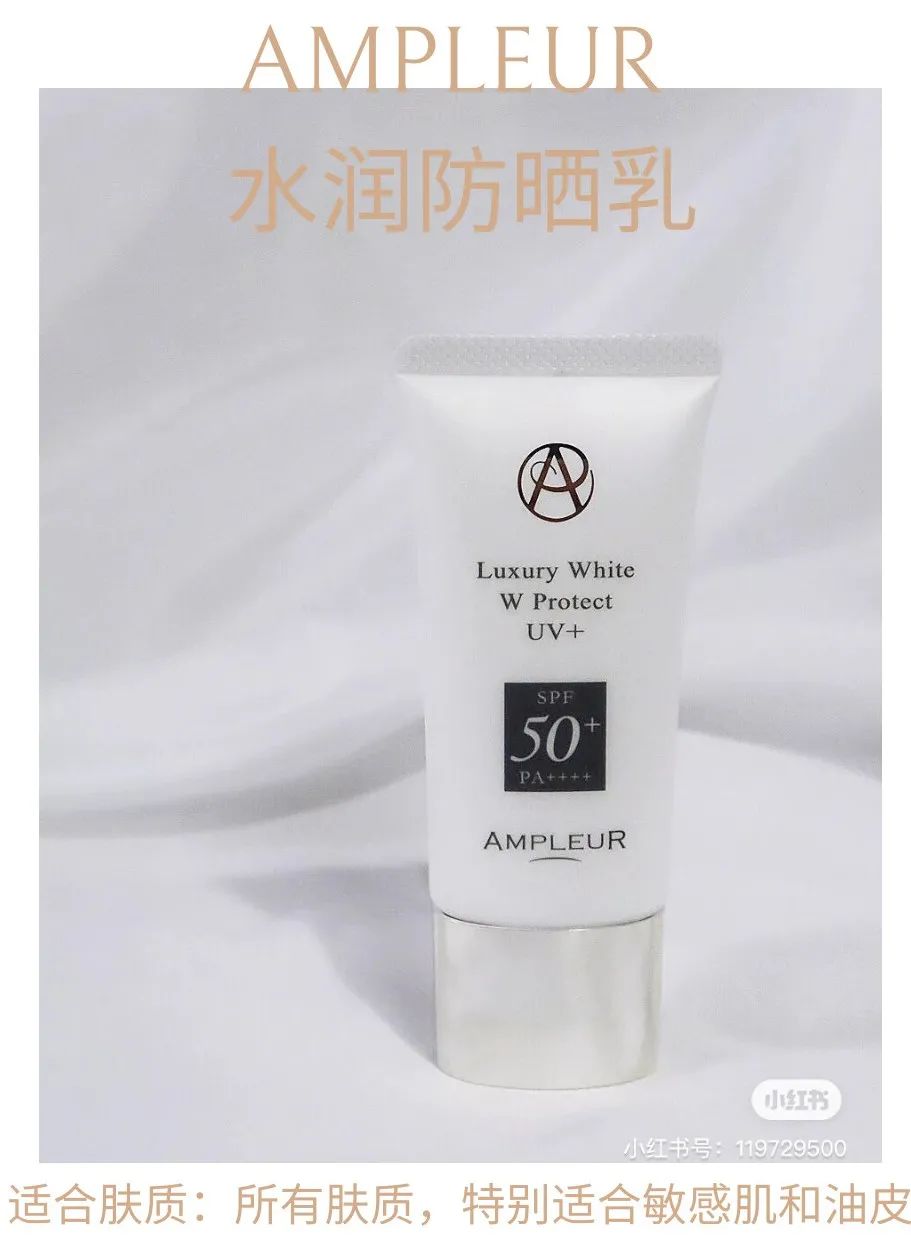 AMPLEUR
水润防晒乳
Luxury White
W Protect
UV+
SPF
50+
PA++++
AMPLEUR
小红书
小红书号：119729500
适合肤质：所有肤质，特别适合敏感肌和油皮